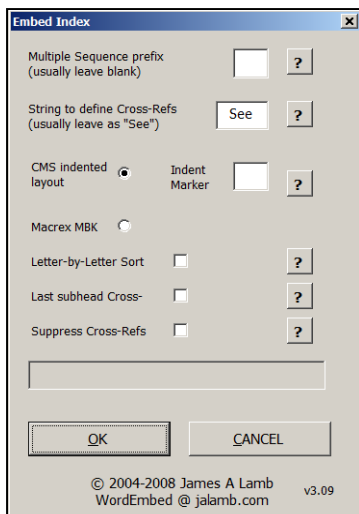 Embed Index
Multiple Sequence prefix
(usually leave blank)
?
String to define Cross-Refs
(usually leave as "See")
See
?
CMS indented
layout
Indent
Marker
?
Macrex MBK
Letter-by-Letter Sort
?
Last subhead Cross-
?
Suppress Cross-Refs
?
OK
CANCEL
© 2004-2008 James A Lamb
WordEmbed @ jalamb.com
v3.09